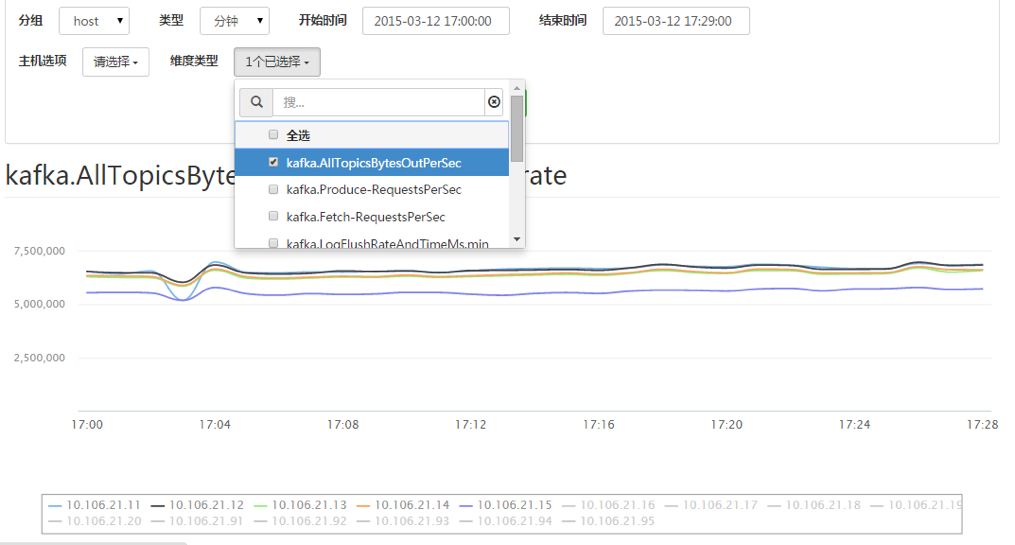 分组 host 类型 分钟 开始时间 2015-03-12 17:00:00 结束时间 2015-03-12 17:29:00
主机选项 请选择 维度类型 1个已选择
搜...
全选
kafka.AllTopicsBytesOutPerSec
kafka.Produce-RequestsPerSec
kafka.Fetch-RequestsPerSec
kafka.LogFlushRateAndTimeMs.min
kafka.AllTopicsByte rate
7,500,000
5,000,000
2,500,000
17:00 17:04 17:08 17:12 17:16 17:20 17:24 17:28
10.106.21.11 10.106.21.12 10.106.21.13 10.106.21.14 10.106.21.15 10.106.21.16 10.106.21.17 10.106.21.18 10.106.21.19
10.106.21.20 10.106.21.91 10.106.21.92 10.106.21.93 10.106.21.94 10.106.21.95